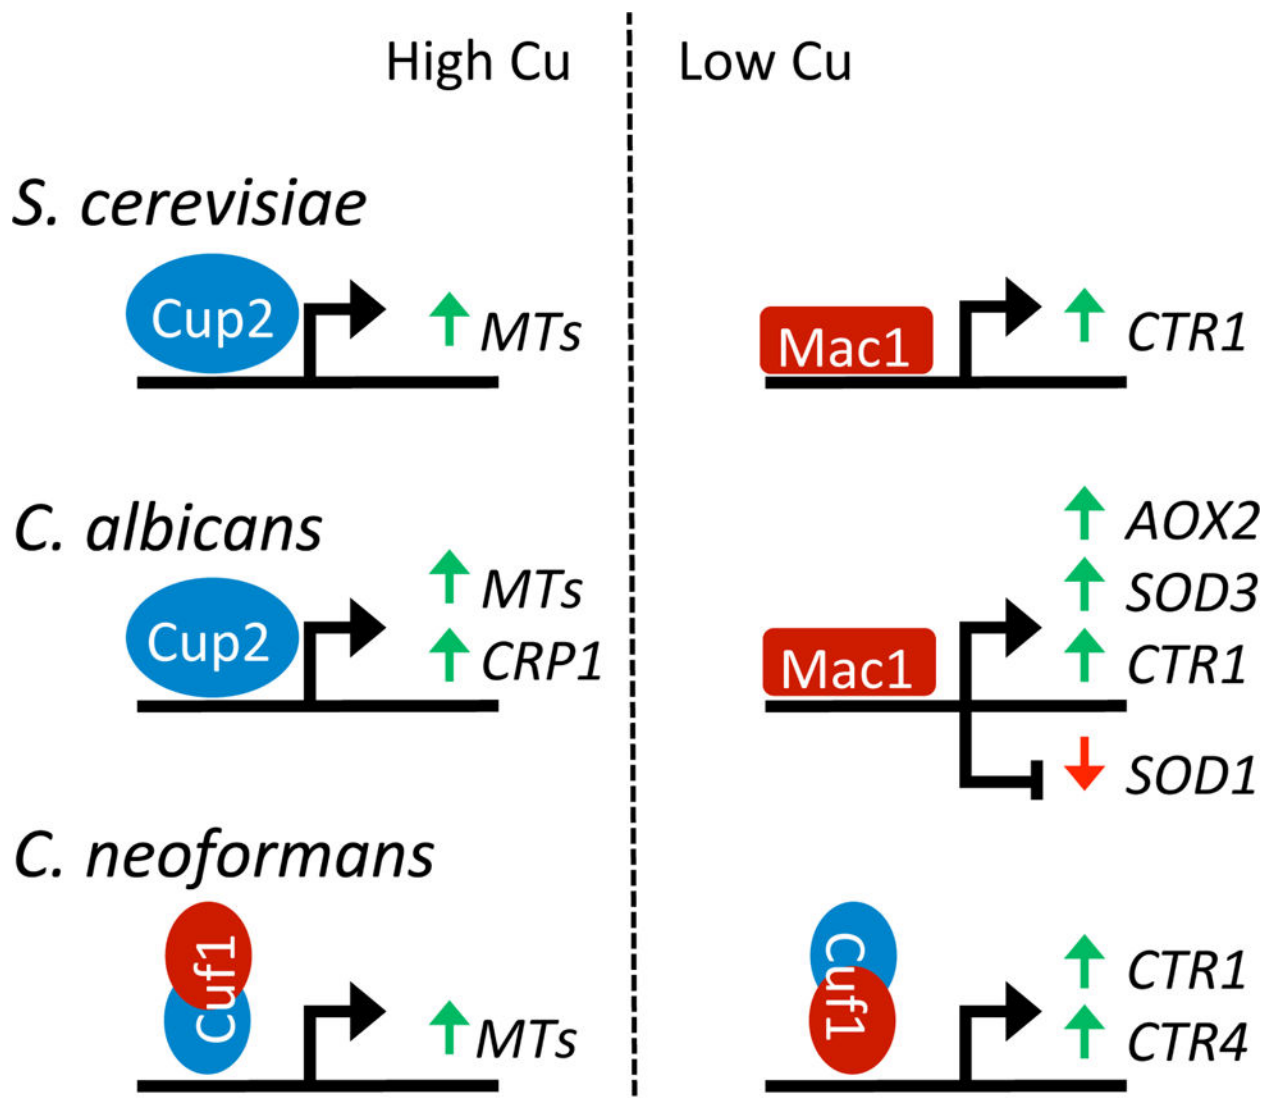 High Cu
Low Cu
S. cerevisiae
Cup2
MTs
Mac1
CTR1
C. albicans
Cup2
MTs
CRP1
Mac1
AOX2
SOD3
CTR1
SOD1
C. neoformans
Cuf1
MTs
Cuf1
CTR1
CTR4